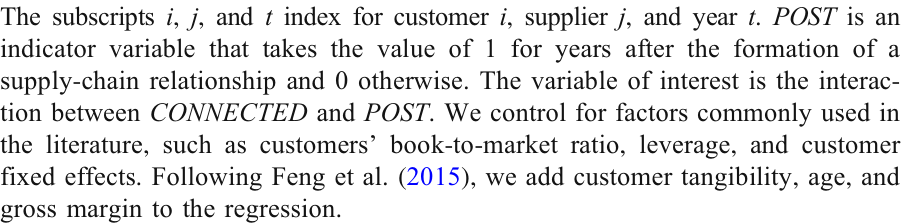 The subscripts i, j, and t index for customer i, supplier j, and year t. POST is an
indicator variable that takes the value of 1 for years after the formation of a
supply-chain relationship and 0 otherwise. The variable of interest is the interac-
tion between CONNECTED and POST. We control for factors commonly used in
the literature, such as customers’ book-to-market ratio, leverage, and customer
fixed effects. Following Feng et al. (2015), we add customer tangibility, age, and
gross margin to the regression.